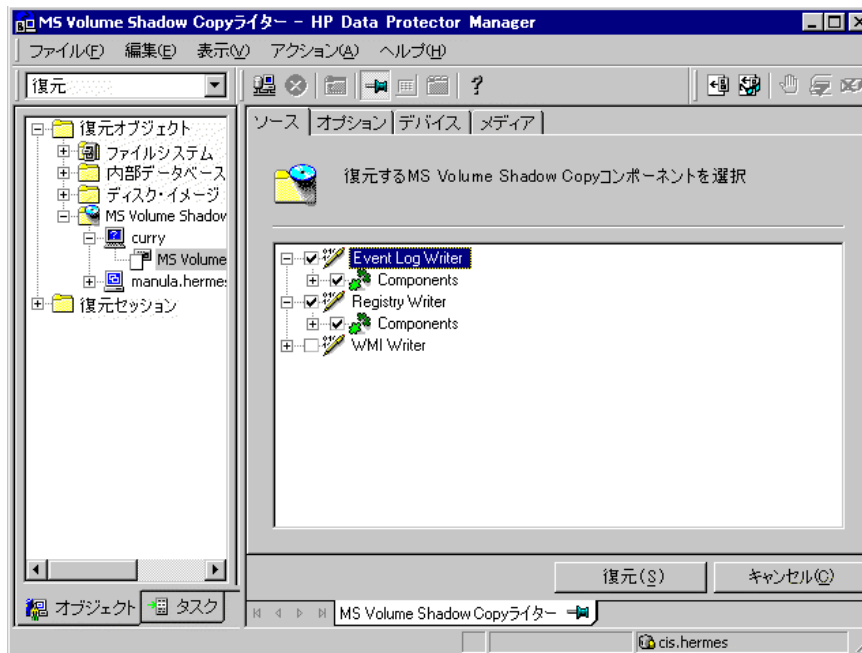 MS Volume Shadow Copyライター - HP Data Protector Manager
ファイル(F) 編集(E) 表示(V) アクション(A) ヘルプ(H)
復元
ソース オプション デバイス メディア
復元オブジェクト
ファイルシステム
内部データベース
ディスク・イメージ
MS Volume Shadov
curry
MS Volume
manula.herme
復元セッション
復元するMS Volume Shadow Copyコンポーネントを選択
Event Log Writer
Components
Registry Writer
Components
WMI Writer
復元(S) キャンセル(C)
オブジェクト タスク
MS Volume Shadow Copyライター
cis.hermes